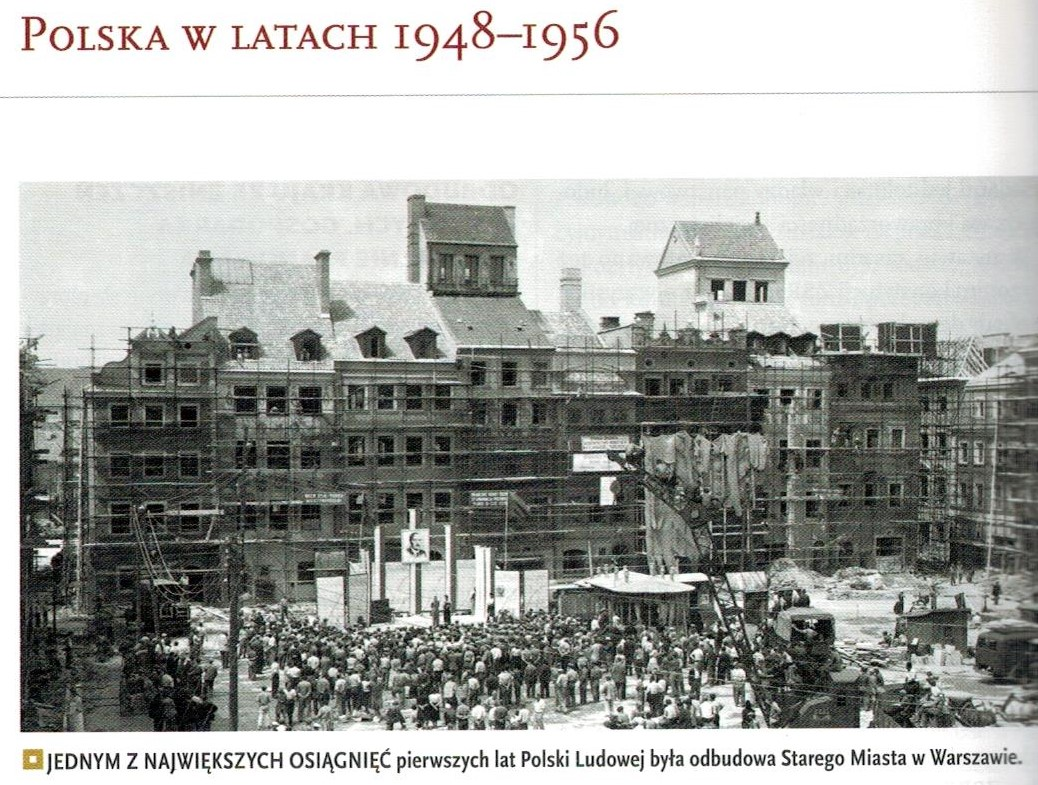 POLSKA W LATACH 1948–1956
JEDNYM Z NAJWIĘKSZYCH OSIĄGNIĘĆ pierwszych lat Polski Ludowej była odbudowa Starego Miasta w Warszawie.